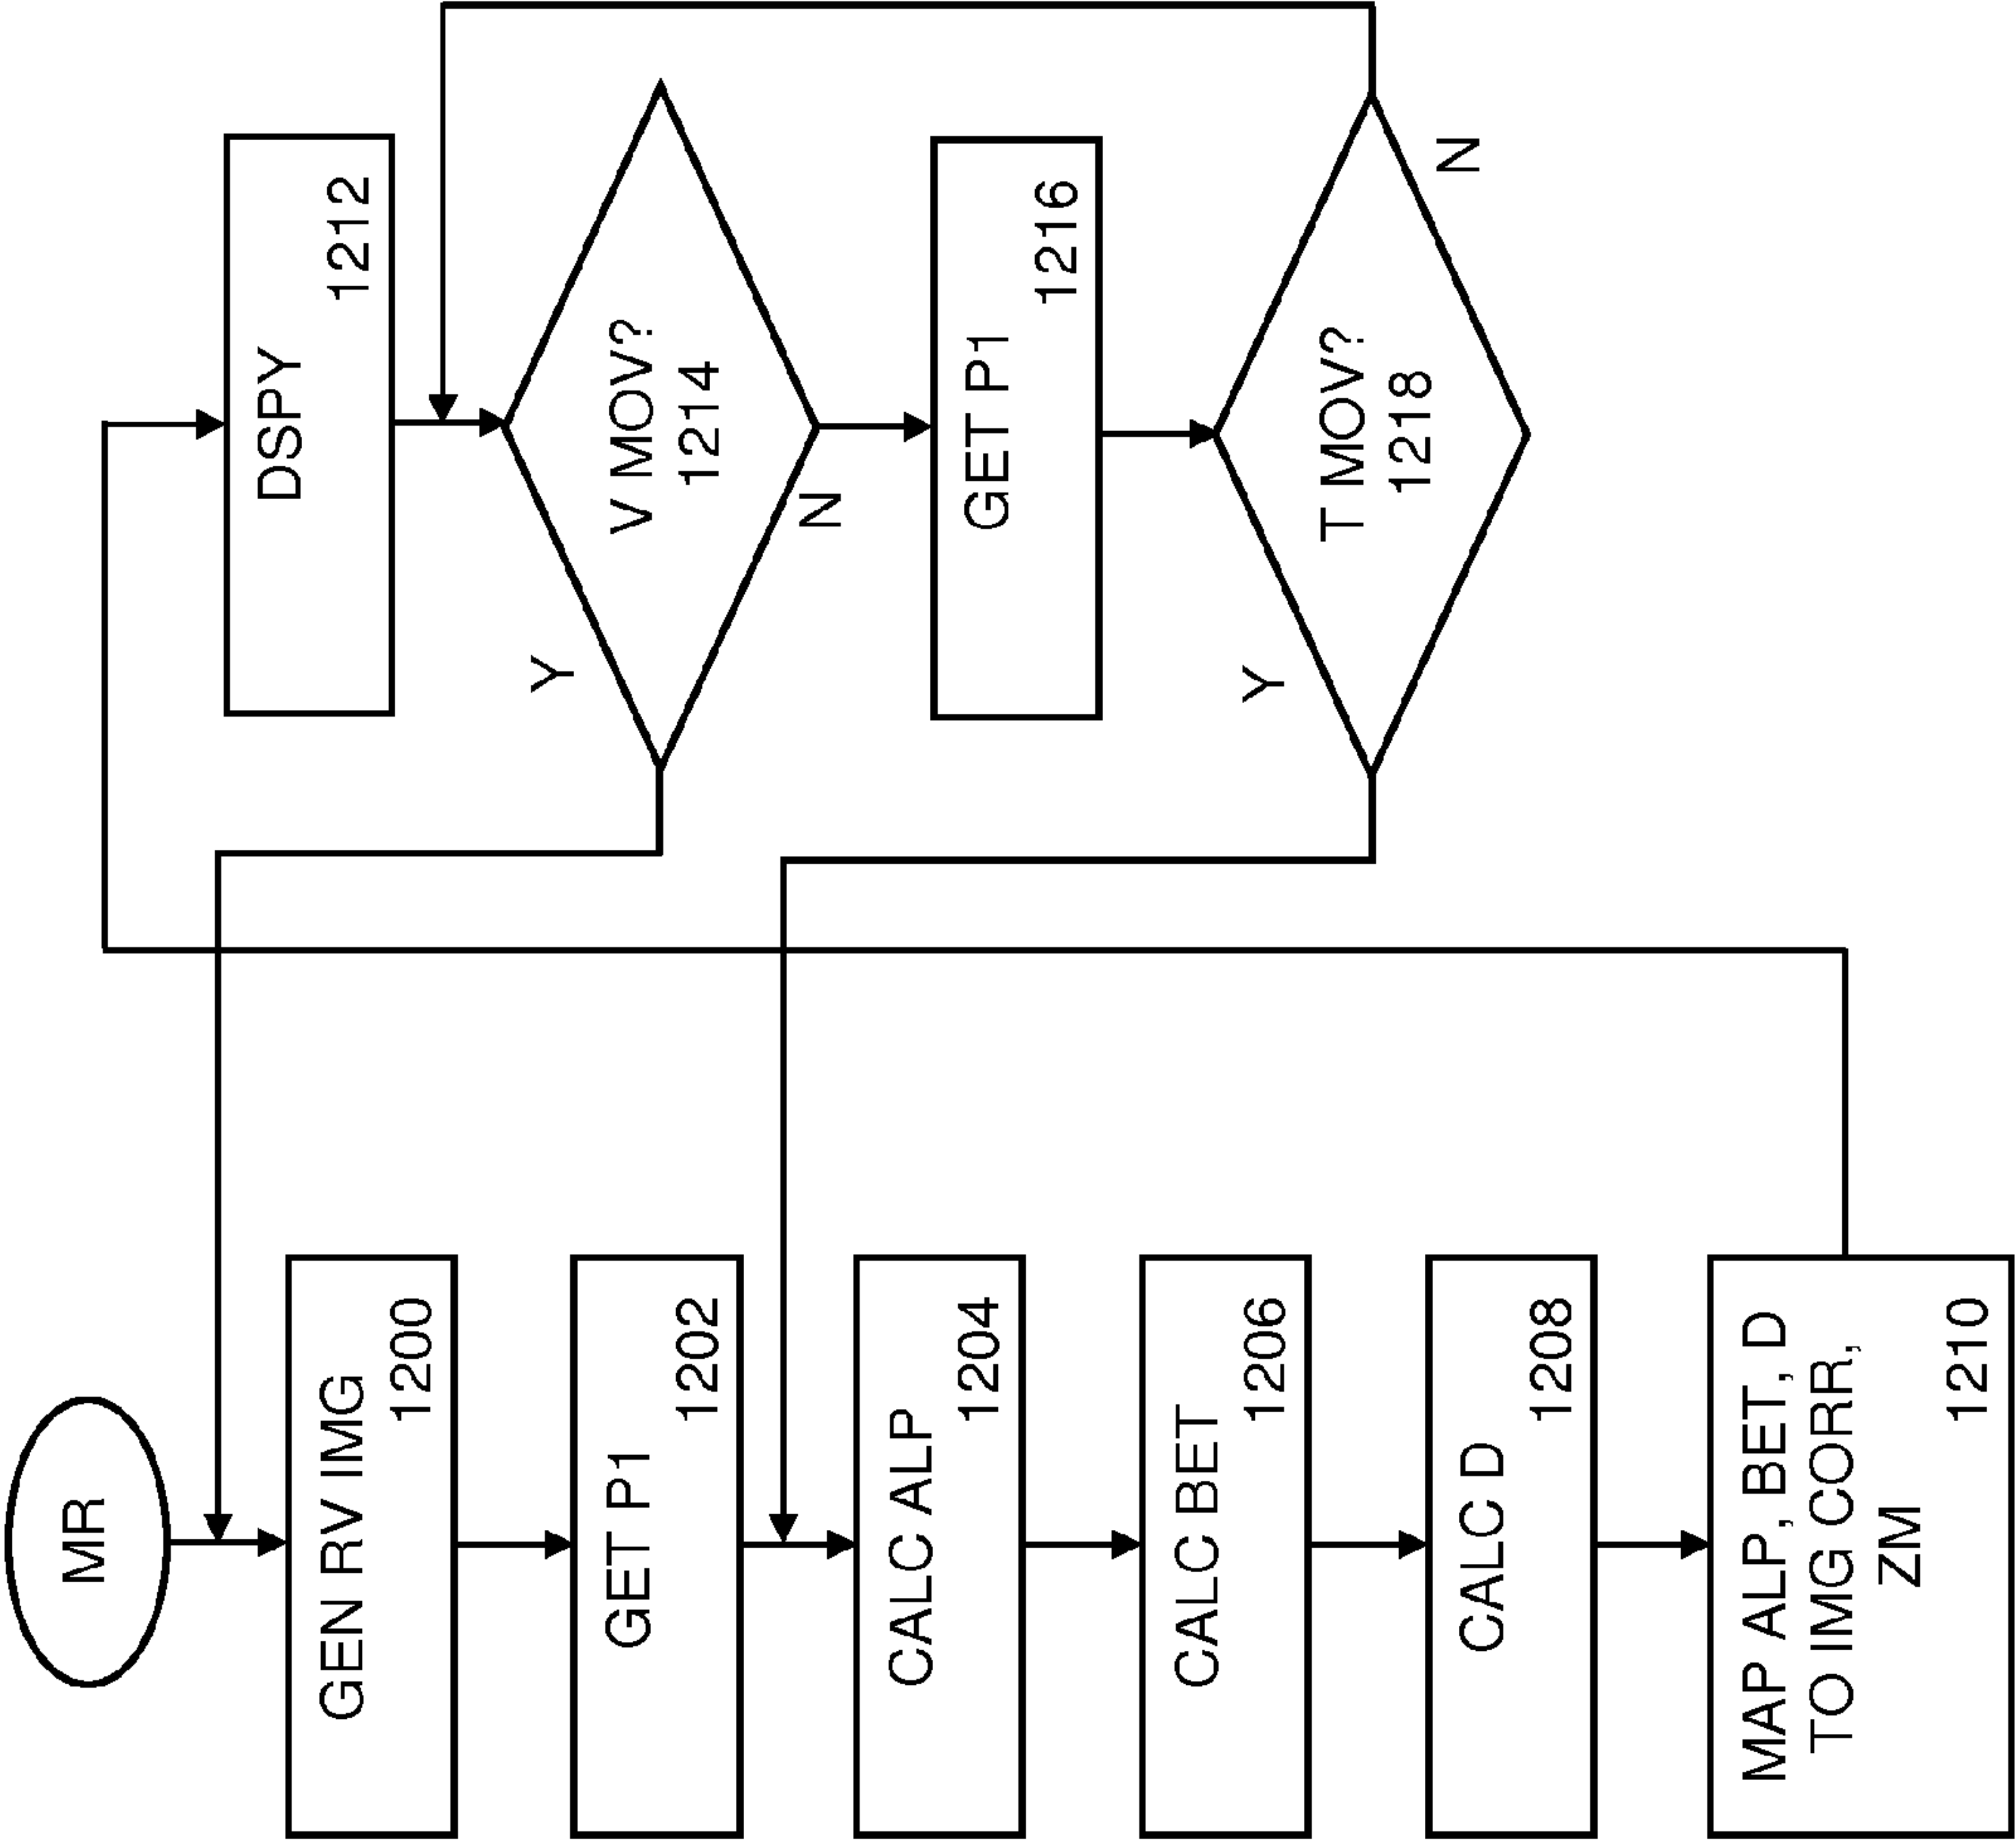 MR
GEN RV IMG
1200
GET P1
1202
CALC ALP
1204
CALC BET
1206
CALC D
1208
MAP ALP, BET, D
TO IMG CORR,
ZM
1210
DSPY
1212
V MOV?
1214
Y
N
GET P1
1216
T MOV?
1218
Y
N